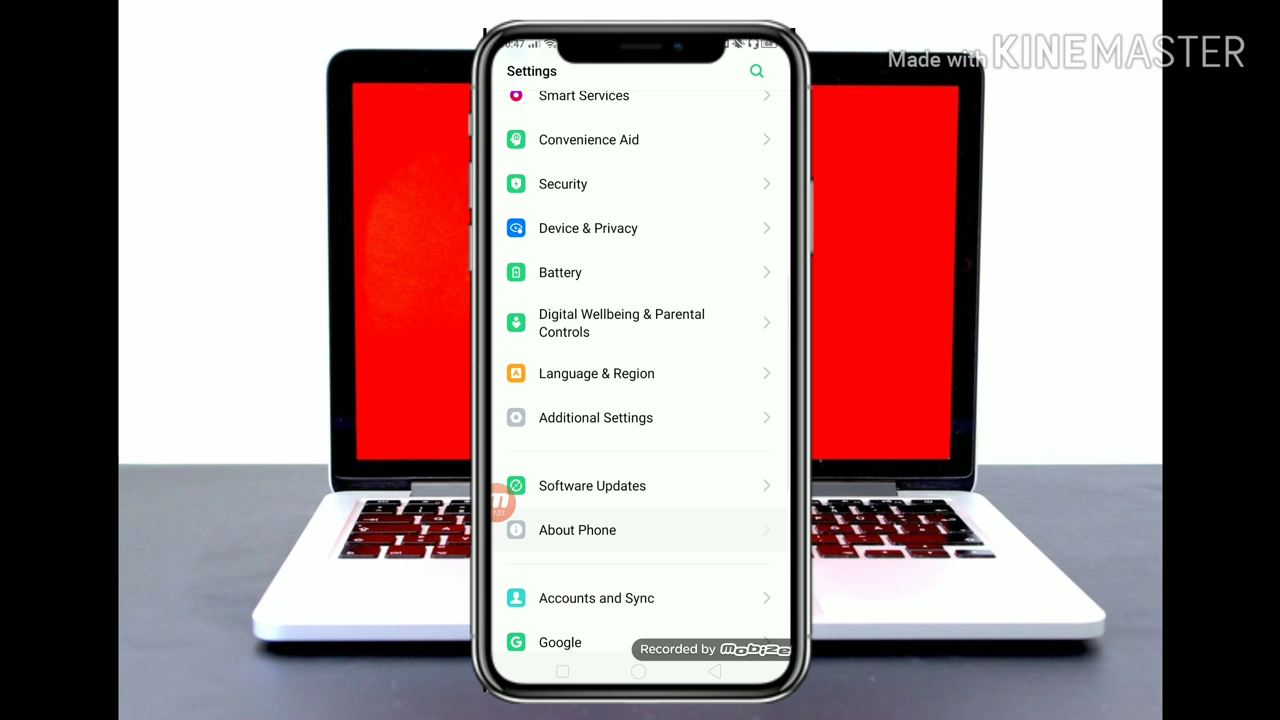 Made with KINEMASTER
Settings
Smart Services
Convenience Aid
Security
Device & Privacy
Battery
Digital Wellbeing & Parental
Controls
Language & Region
Additional Settings
Software Updates
About Phone
Accounts and Sync
Google
Recorded by mobizen